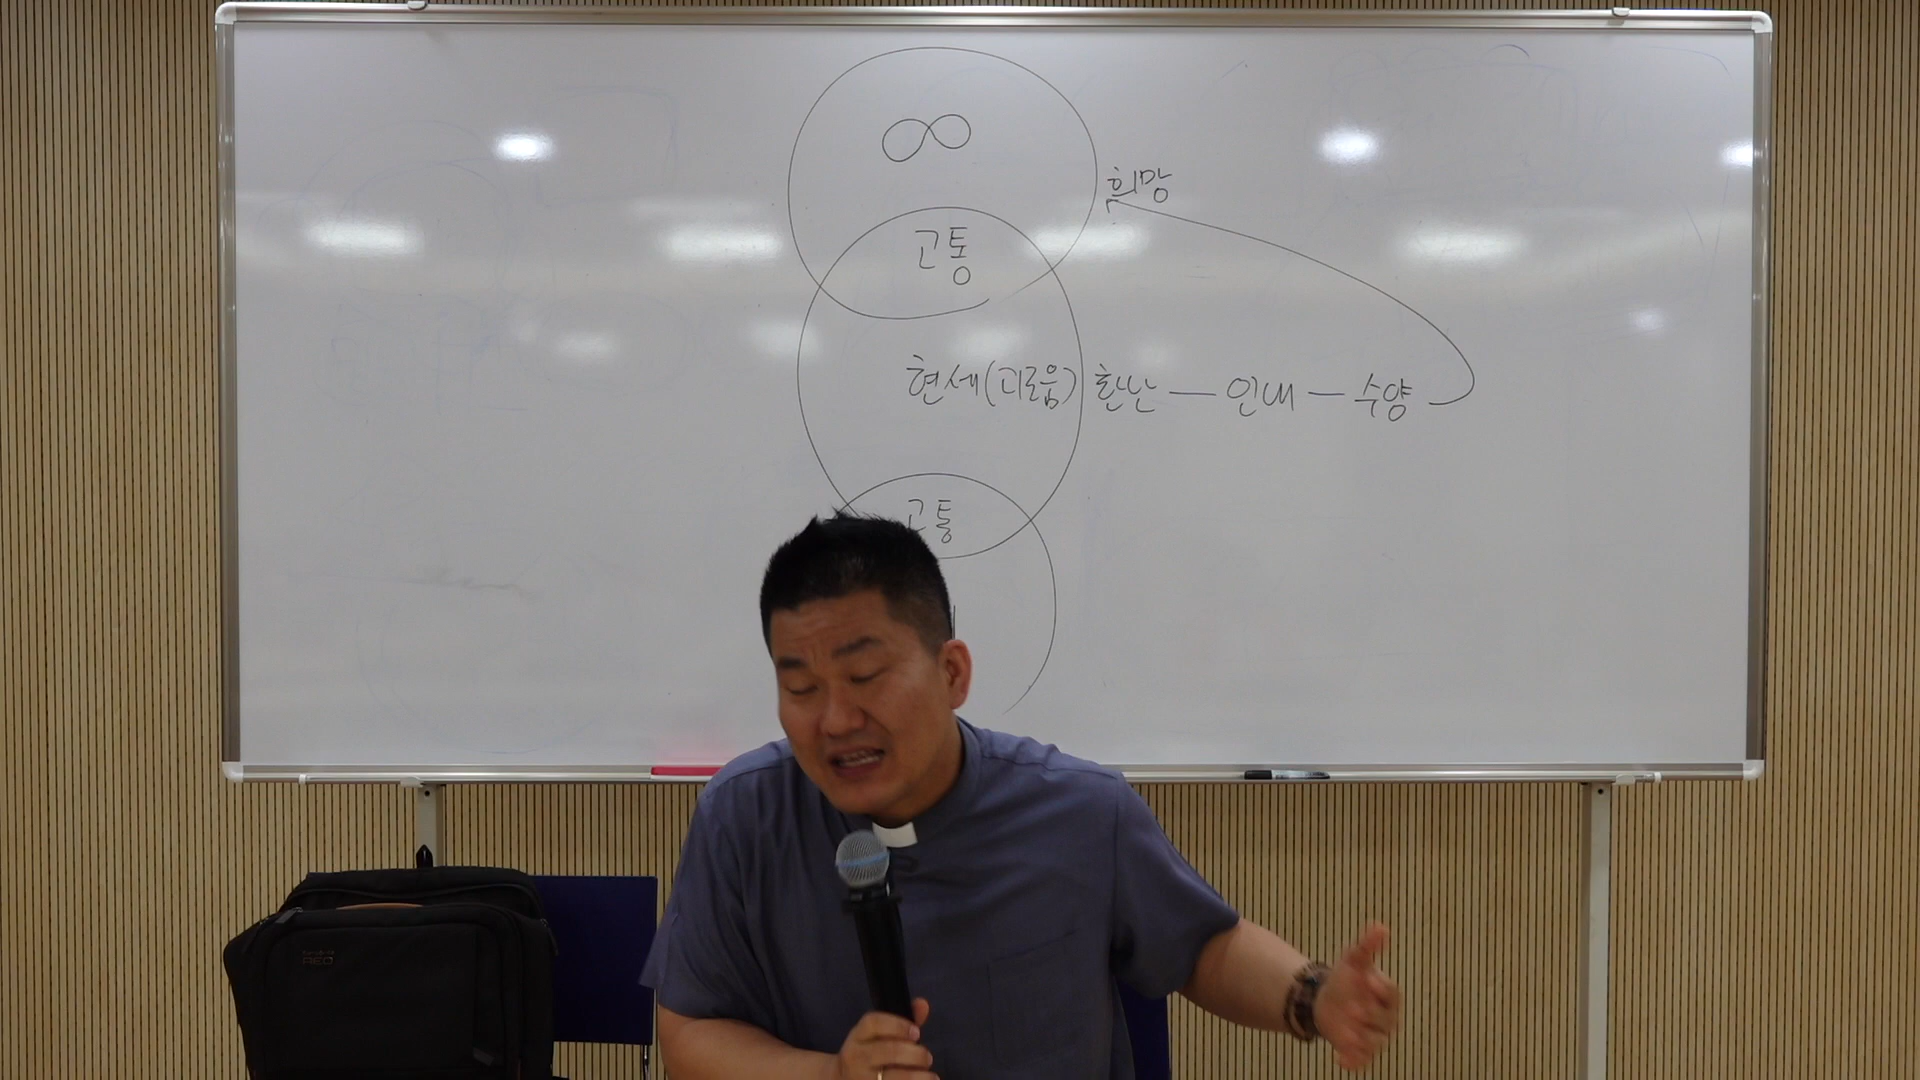 ∞
희망
고통
현세(괴로움) 환난 — 인내 — 수양
고통